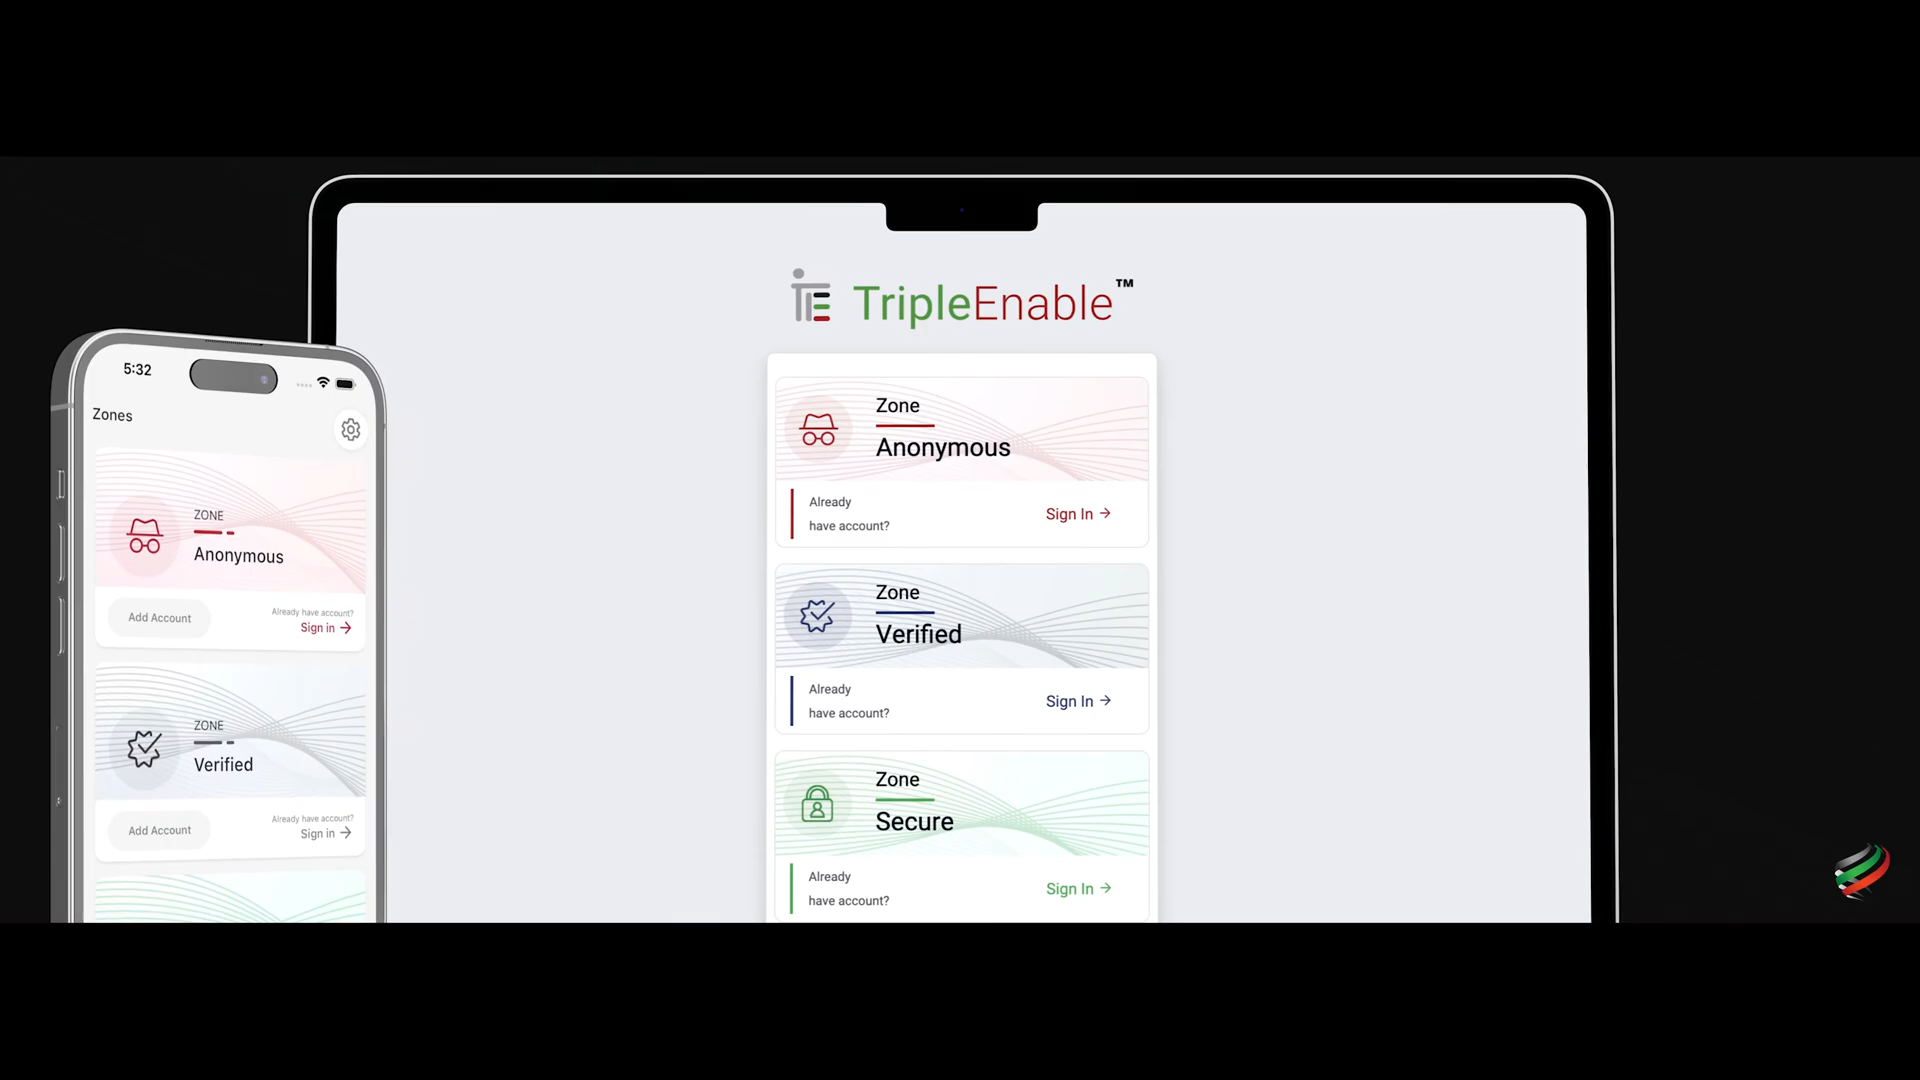 TripleEnable™
Zone
Anonymous
Already
have account?
Sign In
Zone
Verified
Already
have account?
Sign In
Zone
Secure
Already
have account?
Sign In
5:32
Zones
ZONE
Anonymous
Add Account
Already have account?
Sign in
ZONE
Verified
Add Account
Already have account?
Sign in